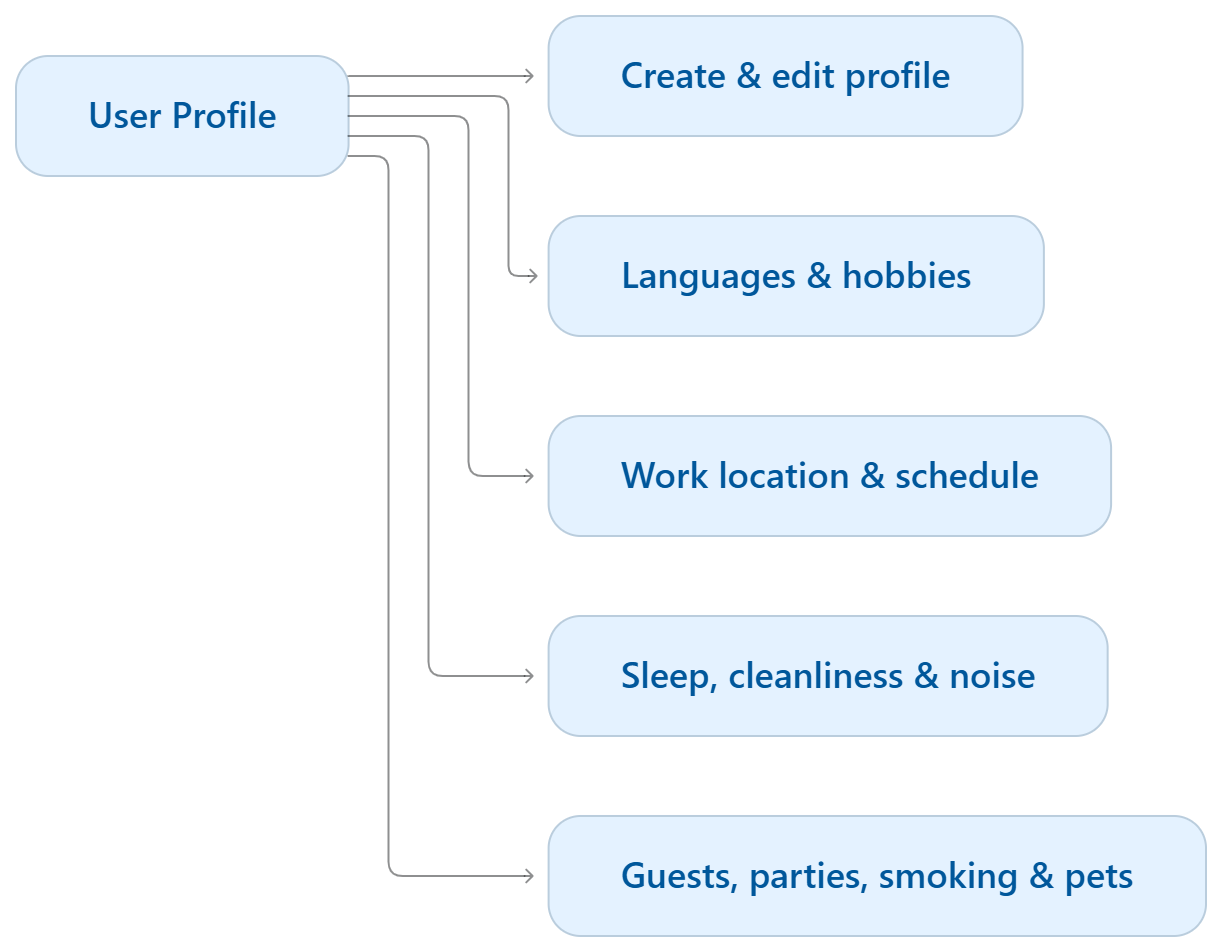 User Profile
Create & edit profile
Languages & hobbies
Work location & schedule
Sleep, cleanliness & noise
Guests, parties, smoking & pets